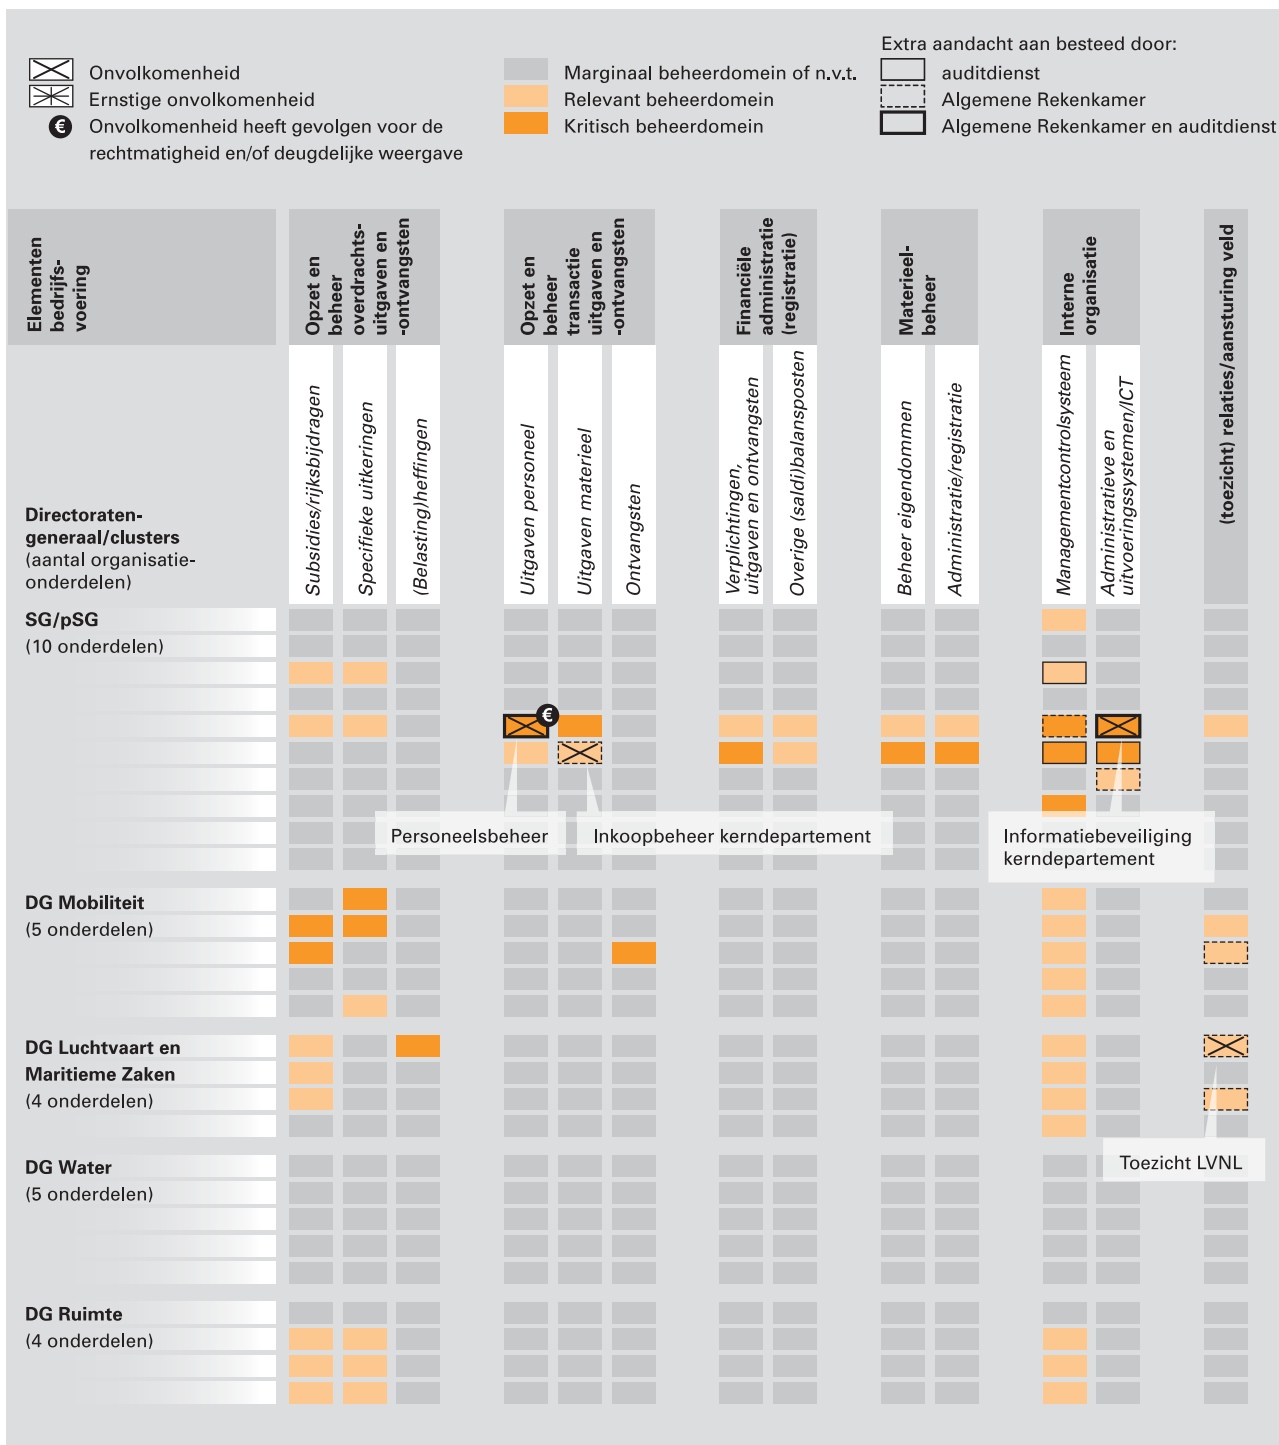 Onvolkomenheid
Ernstige onvolkomenheid
€ Onvolkomenheid heeft gevolgen voor de
rechtmatigheid en/of deugdelijke weergave
Marginaal beheerdomein of n.v.t.
Relevant beheerdomein
Kritisch beheerdomein
Extra aandacht aan besteed door:
auditdienst
Algemene Rekenkamer
Algemene Rekenkamer en auditdienst
Elementen
bedrijfs-
voering
Opzet en
beheer
overdrachts-
uitgaven en
-ontvangsten
Opzet en
beheer
transactie
uitgaven en
-ontvangsten
Financiële
administratie
(registratie)
Materieel-
beheer
Interne
organisatie
(toezicht) relaties/aansturing veld
Directoraten-
generaal/clusters
(aantal organisatie-
onderdelen)
Subsidies/rijksbijdragen
Specifieke uitkeringen
(Belasting)heffingen
Uitgaven personeel
Uitgaven materieel
Ontvangsten
Verplichtingen,
uitgaven en ontvangsten
Overige (saldi)balansposten
Beheer eigendommen
Administratie/registratie
Managementcontrolsysteem
Administratieve en
uitvoeringssystemen/ICT
SG/pSG
(10 onderdelen)
€
Personeelsbeheer
Inkoopbeheer kerndepartement
Informatiebeveiliging
kerndepartement
DG Mobiliteit
(5 onderdelen)
DG Luchtvaart en
Maritieme Zaken
(4 onderdelen)
Toezicht LVNL
DG Water
(5 onderdelen)
DG Ruimte
(4 onderdelen)